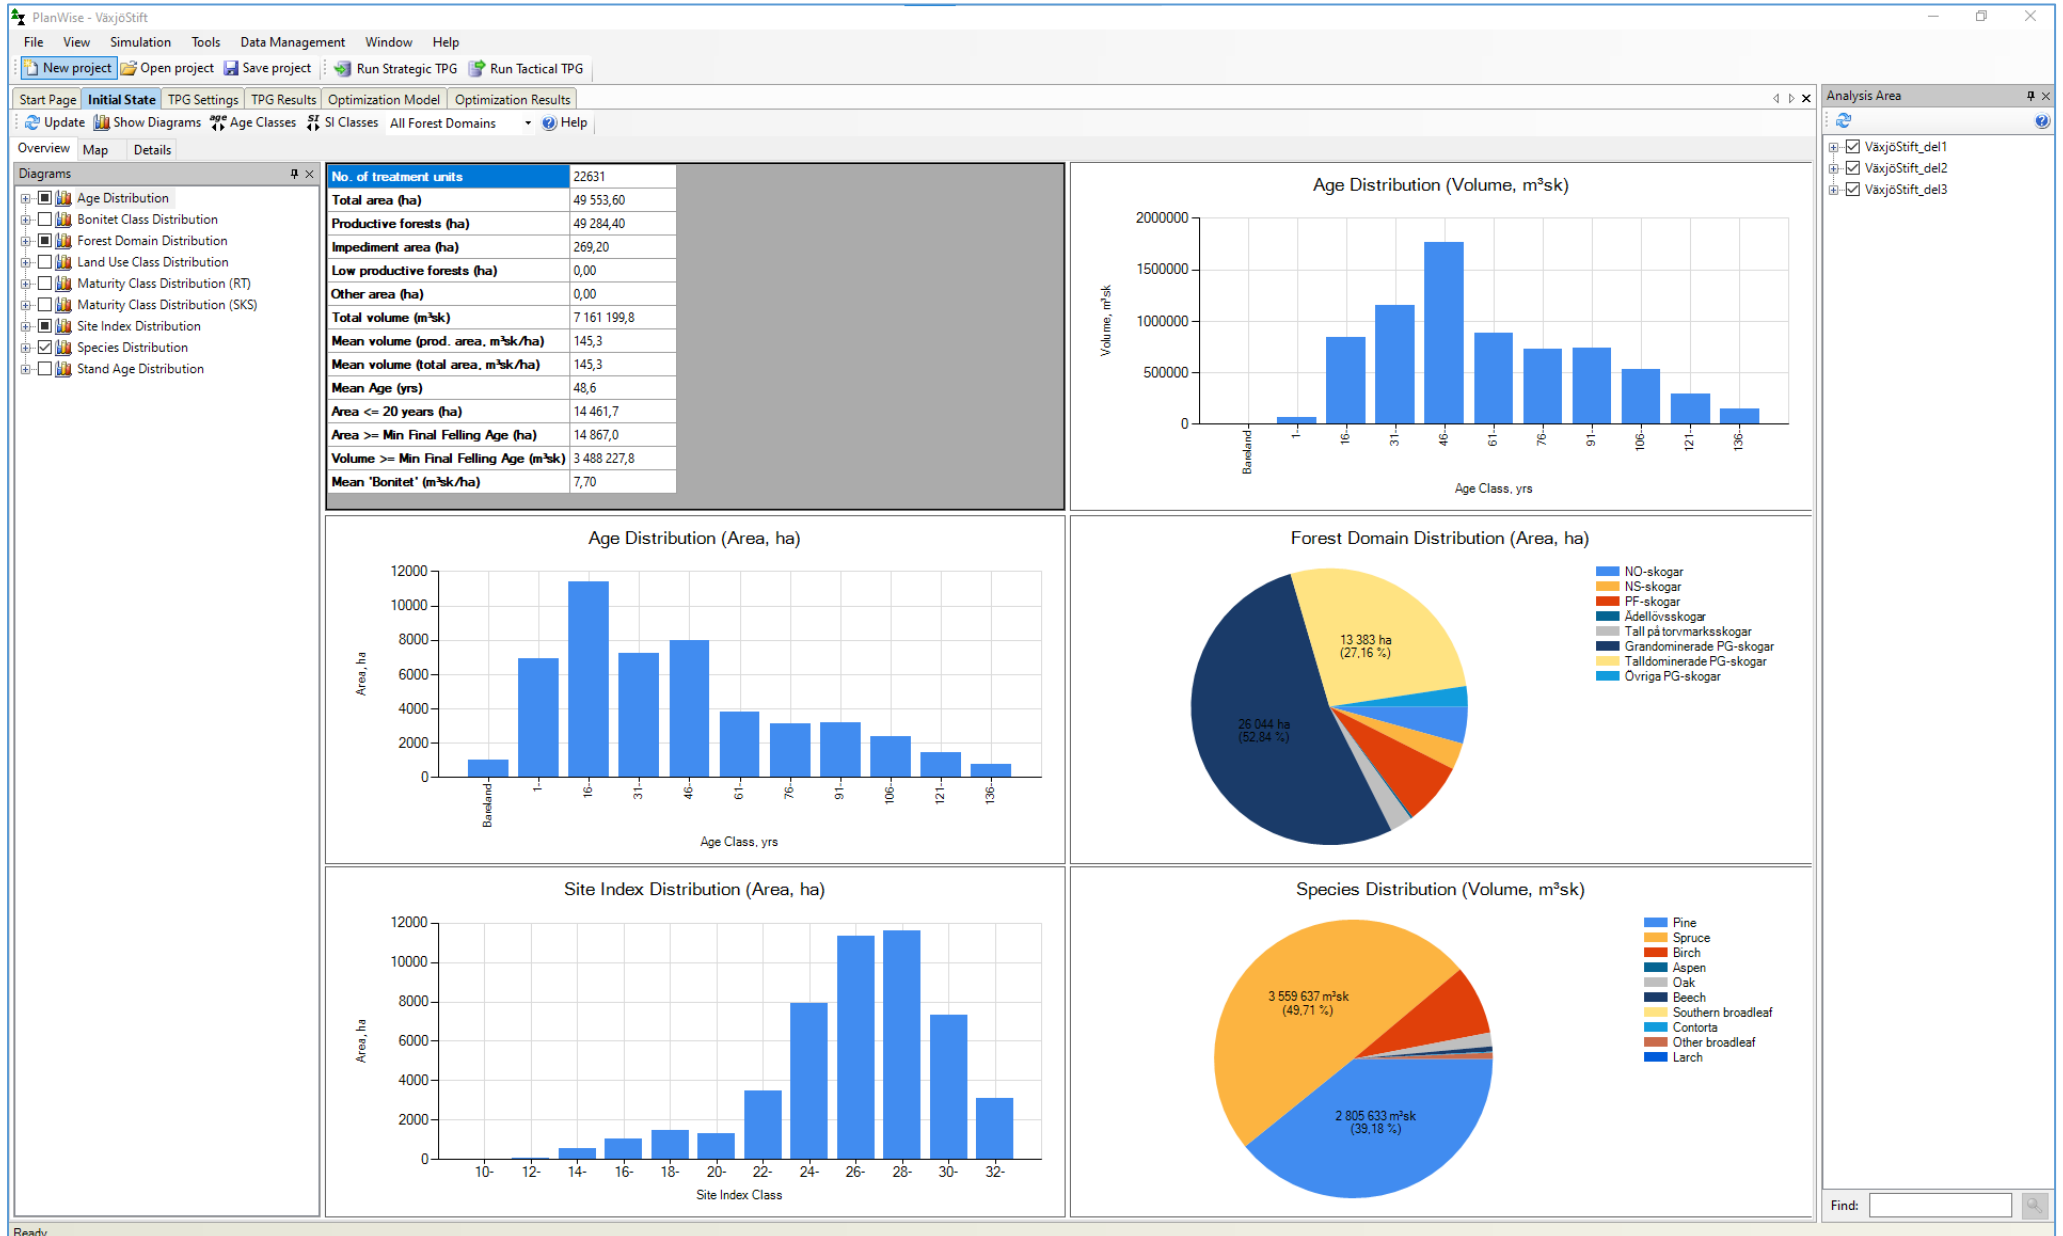 PlanWise - VäxjöStift
File View Simulation Tools Data Management Window Help
New project Open project Save project Run Strategic TPG Run Tactical TPG
Start Page Initial State TPG Settings TPG Results Optimization Model Optimization Results
Update Show Diagrams age Age Classes SI SI Classes All Forest Domains Help
Overview Map Details
Diagrams
Age Distribution
Bonitet Class Distribution
Forest Domain Distribution
Land Use Class Distribution
Maturity Class Distribution (RT)
Maturity Class Distribution (SKS)
Site Index Distribution
Species Distribution
Stand Age Distribution
No. of treatment units 22631
Total area (ha) 49 553,60
Productive forests (ha) 49 284,40
Impediment area (ha) 269,20
Low productive forests (ha) 0,00
Other area (ha) 0,00
Total volume (m³sk) 7 161 199,8
Mean volume (prod. area, m³sk/ha) 145,3
Mean volume (total area, m³sk/ha) 145,3
Mean Age (yrs) 48,6
Area <= 20 years (ha) 14 461,7
Area >= Min Final Felling Age (ha) 14 867,0
Volume >= Min Final Felling Age (m³sk) 3 488 227,8
Mean 'Bonitet' (m³sk/ha) 7,70
Age Distribution (Volume, m³sk)
Volume, m³sk
2000000
1500000
1000000
500000
0
Bareland 1- 16- 31- 46- 61- 76- 91- 106- 121- 136-
Age Class, yrs
Age Distribution (Area, ha)
Area, ha
12000
10000
8000
6000
4000
2000
0
Bareland 1- 16- 31- 46- 61- 76- 91- 106- 121- 136-
Age Class, yrs
Forest Domain Distribution (Area, ha)
13 383 ha
(27,16 %)
26 044 ha
(52,84 %)
NO-skogar
NS-skogar
PF-skogar
Ädellövsskogar
Tall på torvmarksskogar
Grandominerade PG-skogar
Talldominerade PG-skogar
Övriga PG-skogar
Site Index Distribution (Area, ha)
Area, ha
12000
10000
8000
6000
4000
2000
0
10- 12- 14- 16- 18- 20- 22- 24- 26- 28- 30- 32-
Site Index Class
Species Distribution (Volume, m³sk)
3 559 637 m³sk
(49,71 %)
2 805 633 m³sk
(39,18 %)
Pine
Spruce
Birch
Aspen
Oak
Beech
Southern broadleaf
Contorta
Other broadleaf
Larch
Analysis Area
VäxjöStift_del1
VäxjöStift_del2
VäxjöStift_del3
Find:
Ready